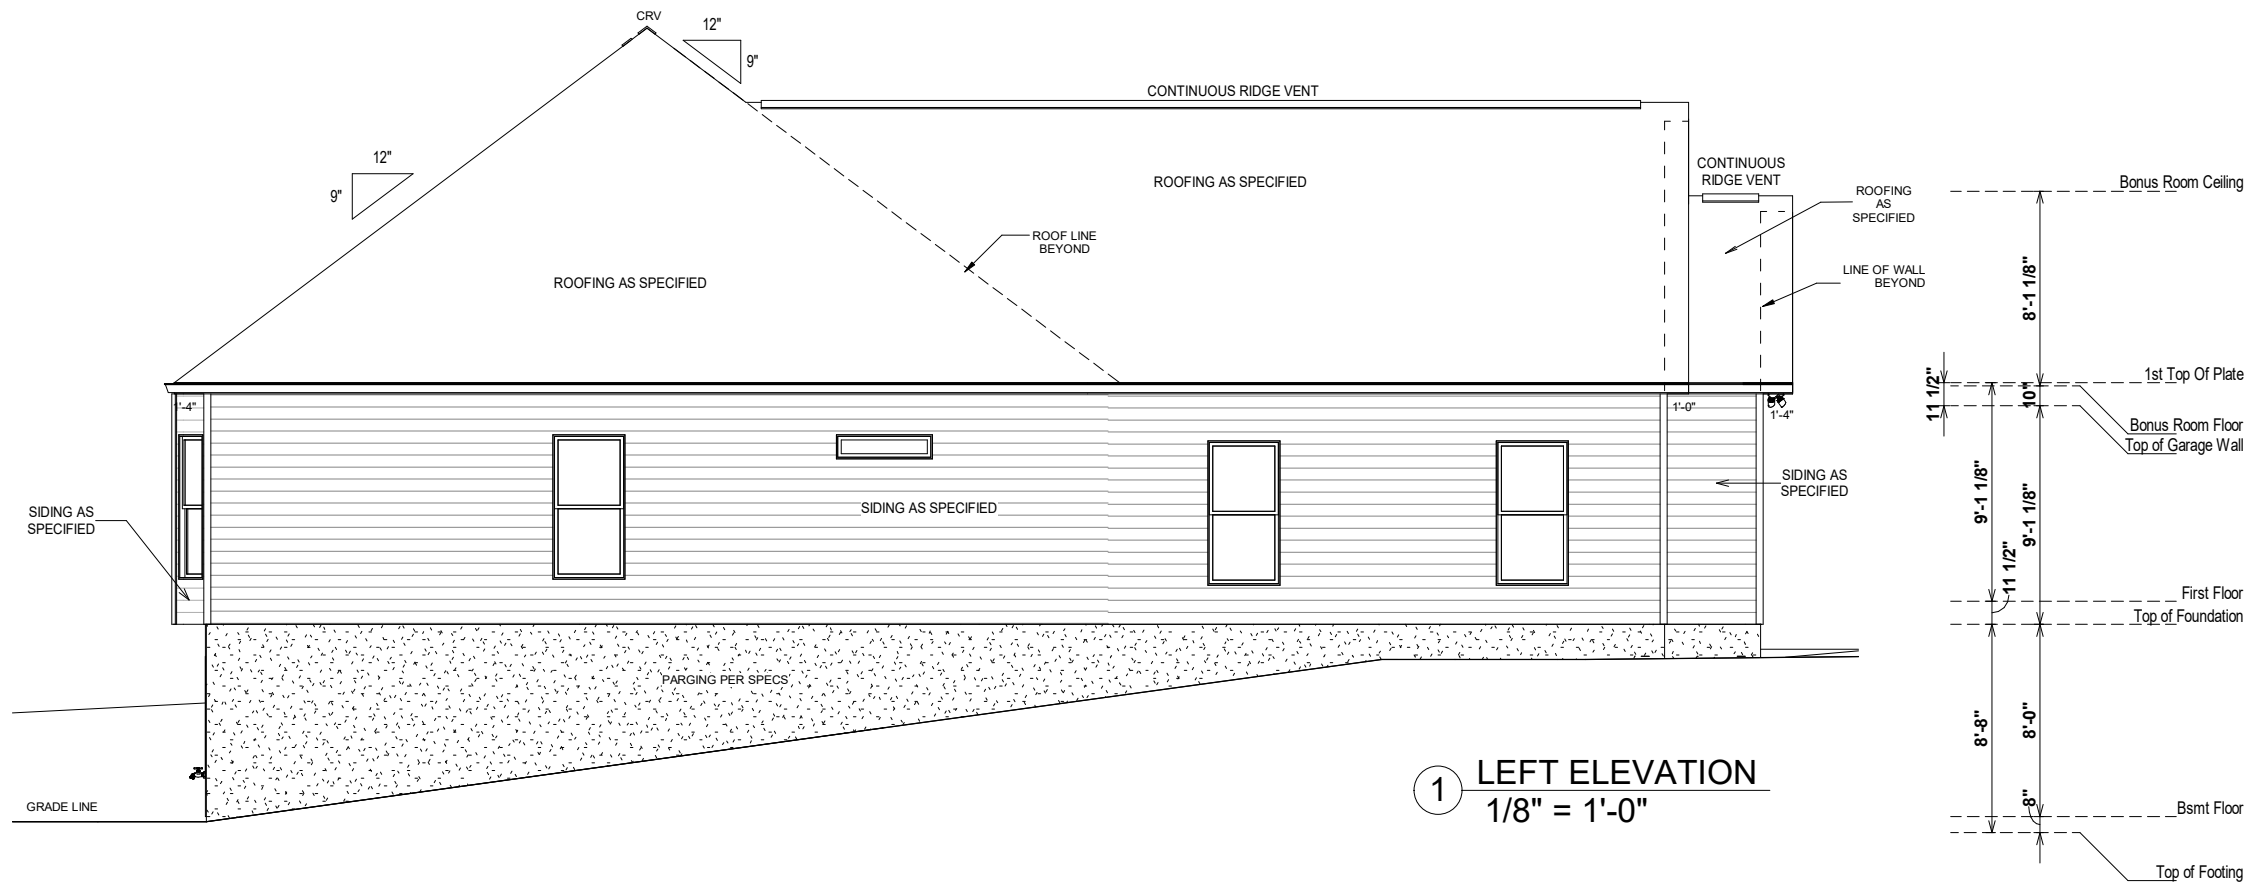 CRV
12"
9"
CONTINUOUS RIDGE VENT
12"
9"
ROOFING AS SPECIFIED
CONTINUOUS
RIDGE VENT
ROOFING
AS
SPECIFIED
Bonus Room Ceiling
ROOF LINE
BEYOND
ROOFING AS SPECIFIED
LINE OF WALL
BEYOND
8'-1 1/8"
1st Top Of Plate
11 1/2"
10"
1'-4"
1'-0"
1'-4"
Bonus Room Floor
Top of Garage Wall
SIDING AS
SPECIFIED
SIDING AS SPECIFIED
SIDING AS
SPECIFIED
9'-1 1/8"
9'-1 1/8"
11 1/2"
First Floor
Top of Foundation
PARGING PER SPECS
8'-8"
8'-0"
GRADE LINE
1
LEFT ELEVATION
1/8" = 1'-0"
8"
Bsmt Floor
Top of Footing